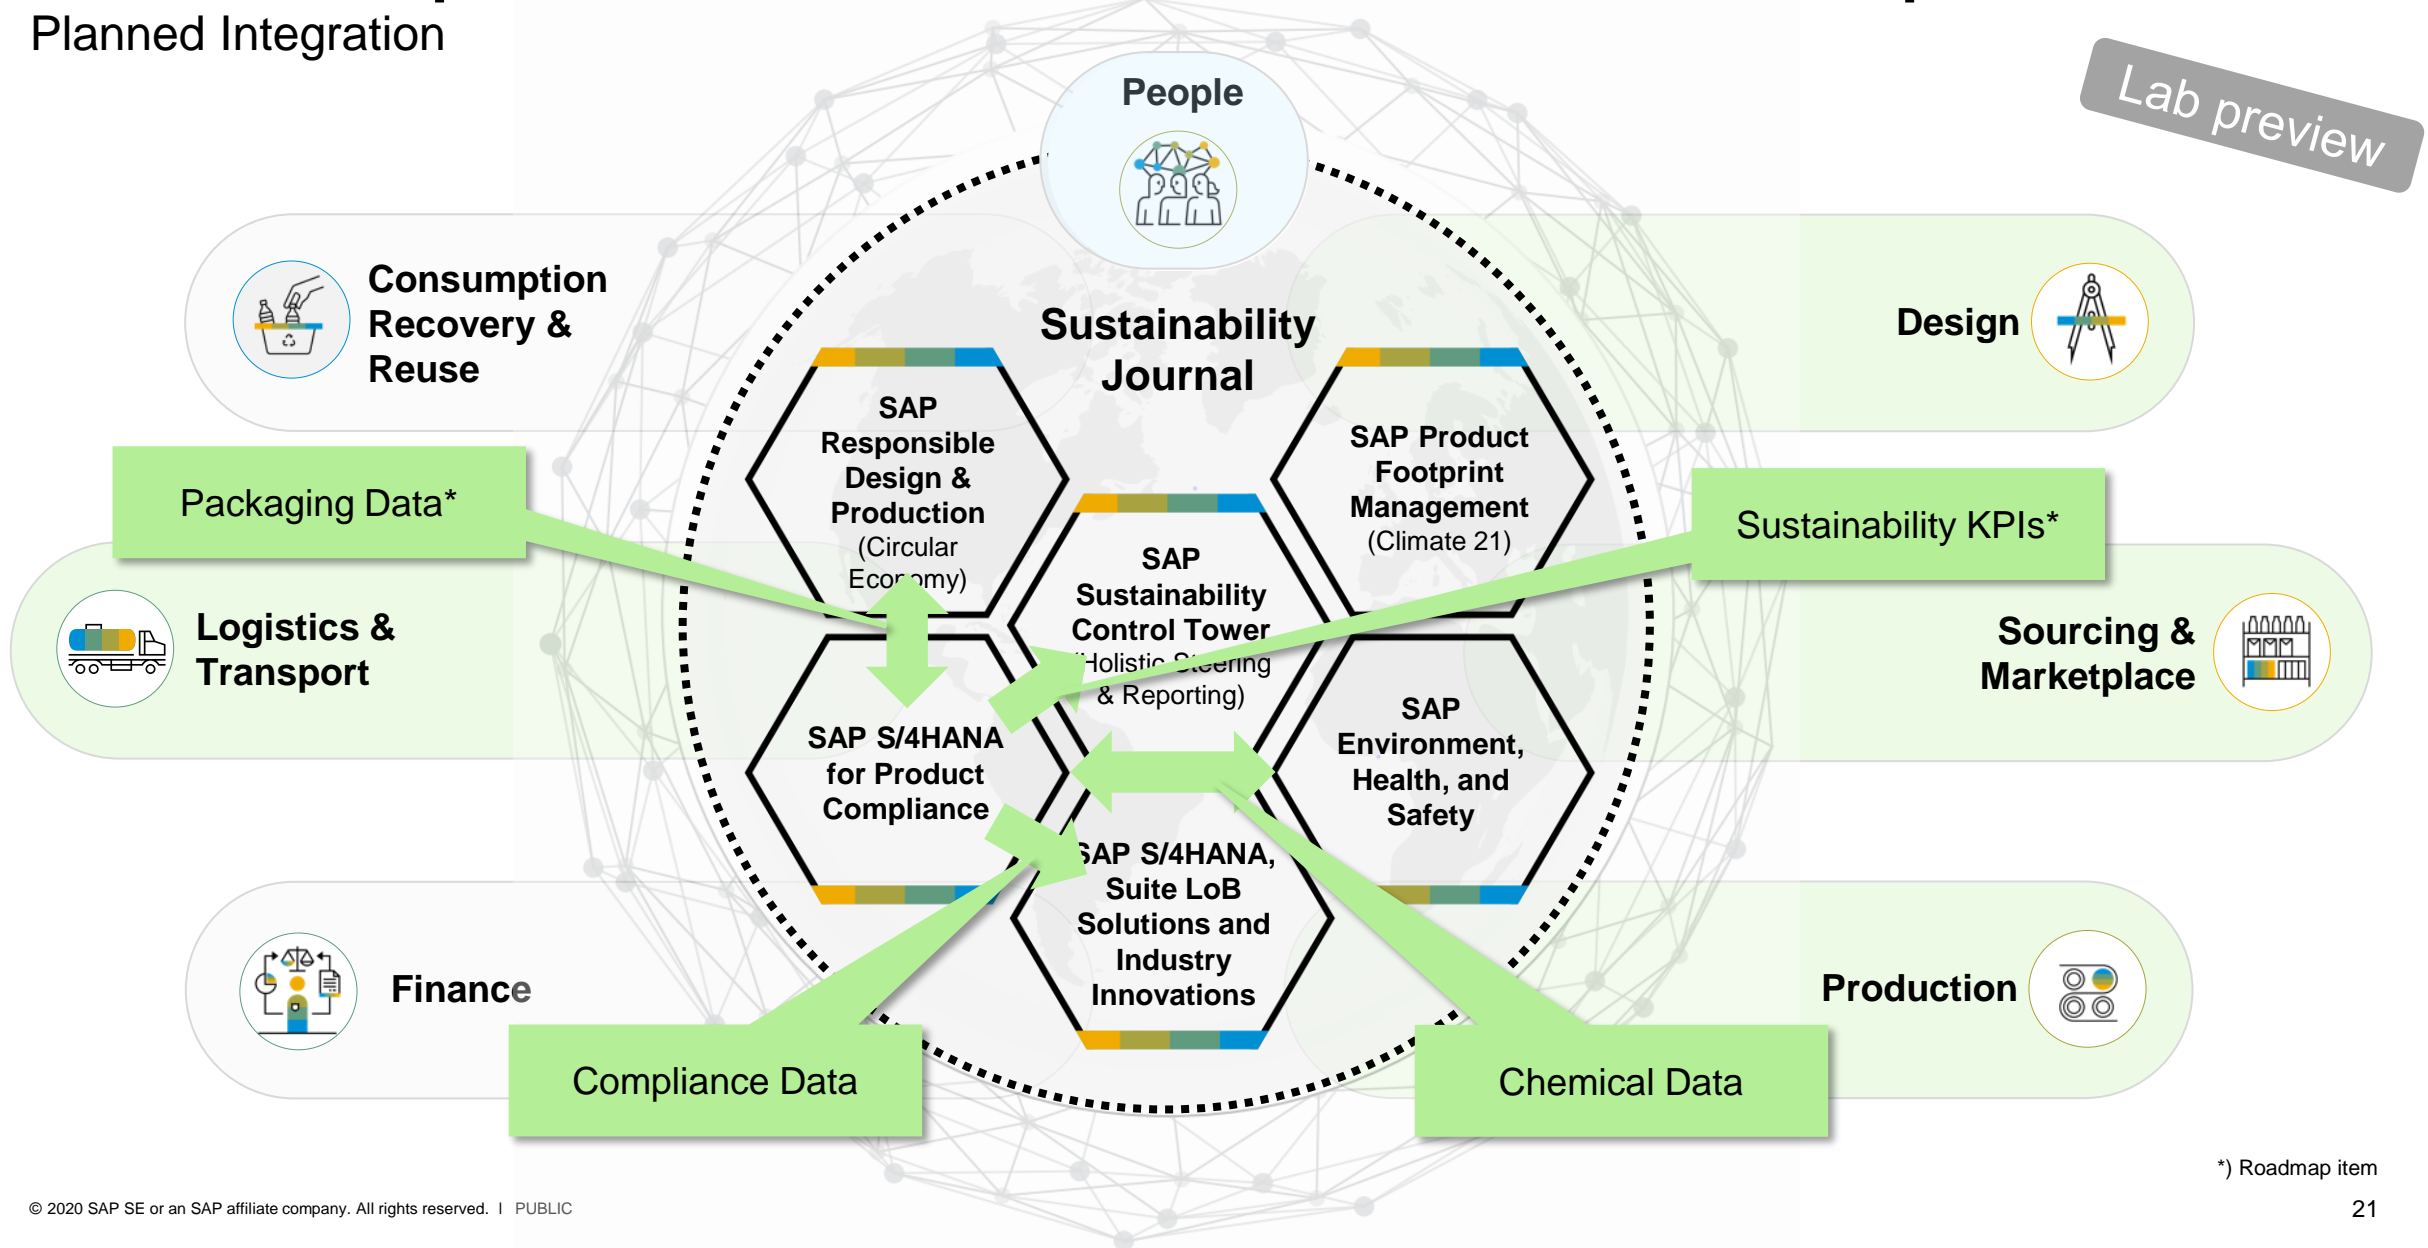 Planned Integration
Lab preview
People
Consumption
Recovery &
Reuse
Design
Sustainability
Journal
SAP
Responsible
Design &
Production
(Circular
Economy)
SAP Product
Footprint
Management
(Climate 21)
Packaging Data*
Sustainability KPIs*
SAP
Sustainability
Control Tower
(Holistic Steering
& Reporting)
Logistics &
Transport
Sourcing &
Marketplace
SAP S/4HANA
for Product
Compliance
SAP
Environment,
Health, and
Safety
SAP S/4HANA,
Suite LoB
Solutions and
Industry
Innovations
Finance
Production
Compliance Data
Chemical Data
*) Roadmap item
© 2020 SAP SE or an SAP affiliate company. All rights reserved. I PUBLIC
21